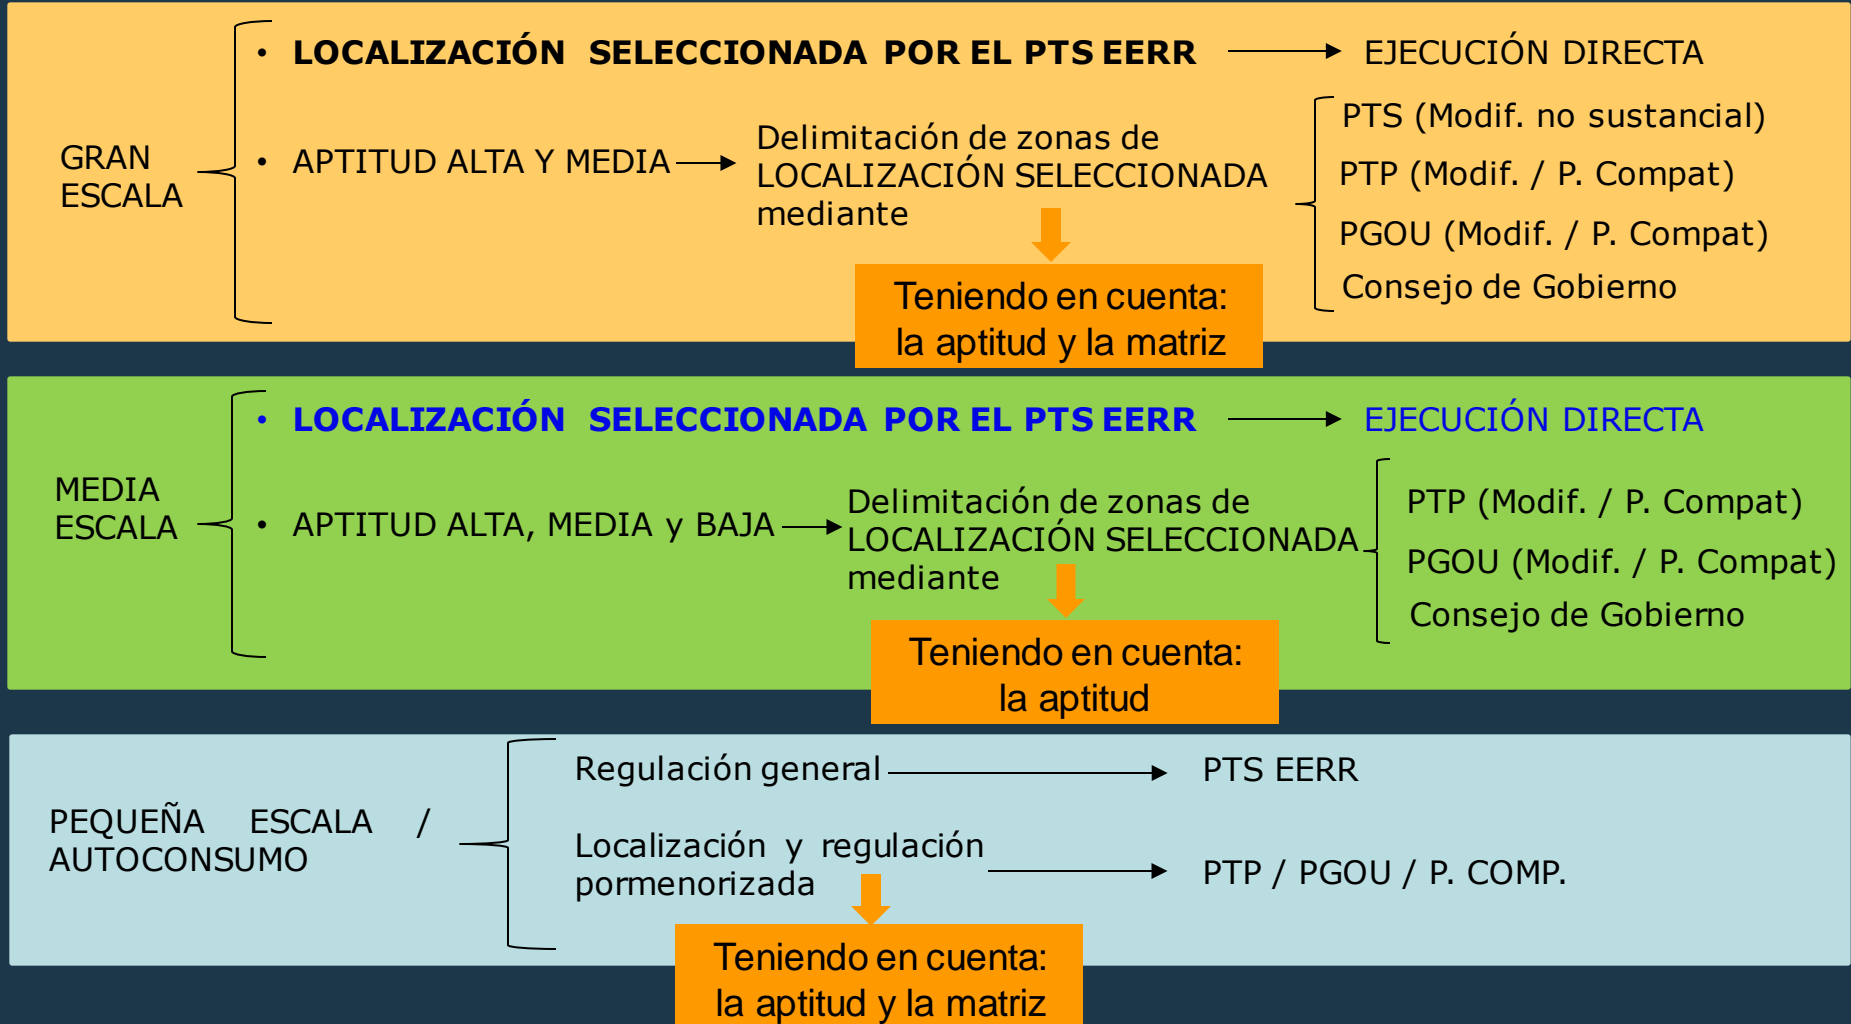 GRAN
ESCALA
• LOCALIZACIÓN SELECCIONADA POR EL PTS EERR
EJECUCIÓN DIRECTA
• APTITUD ALTA Y MEDIA
Delimitación de zonas de
LOCALIZACIÓN SELECCIONADA
mediante
PTS (Modif. no sustancial)
PTP (Modif. / P. Compat)
PGOU (Modif. / P. Compat)
Consejo de Gobierno
Teniendo en cuenta:
la aptitud y la matriz
MEDIA
ESCALA
• LOCALIZACIÓN SELECCIONADA POR EL PTS EERR
EJECUCIÓN DIRECTA
• APTITUD ALTA, MEDIA y BAJA
Delimitación de zonas de
LOCALIZACIÓN SELECCIONADA
mediante
PTP (Modif. / P. Compat)
PGOU (Modif. / P. Compat)
Consejo de Gobierno
Teniendo en cuenta:
la aptitud
PEQUEÑA ESCALA /
AUTOCONSUMO
Regulación general
PTS EERR
Localización y regulación
pormenorizada
PTP / PGOU / P. COMP.
Teniendo en cuenta:
la aptitud y la matriz